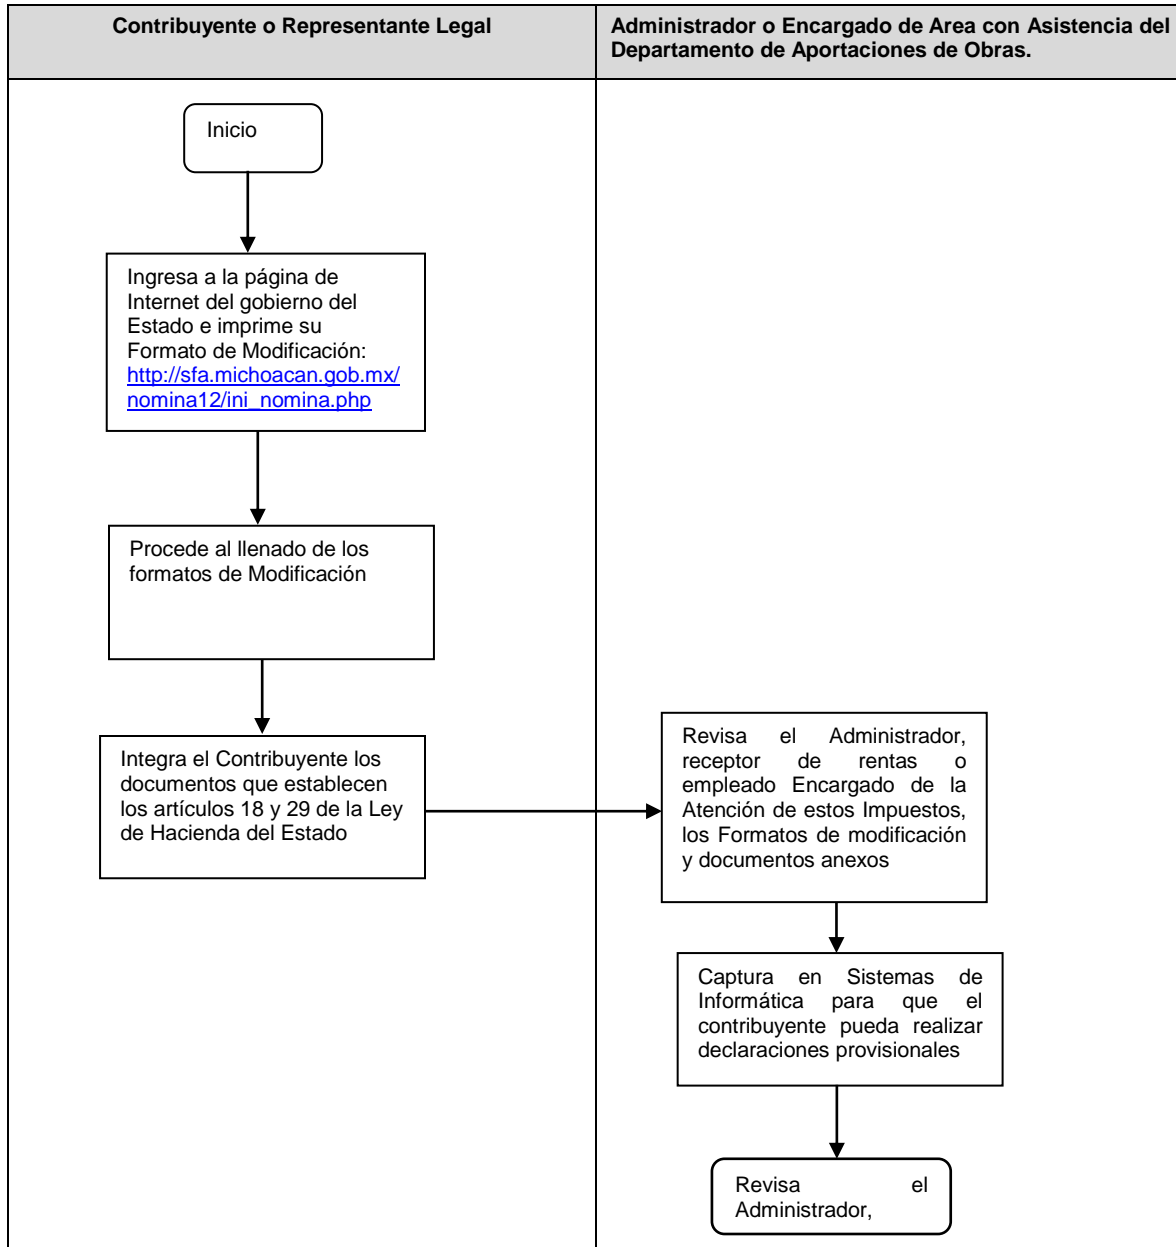 Contribuyente o Representante Legal
Administrador o Encargado de Area con Asistencia del
Departamento de Aportaciones de Obras.
Inicio
Ingresa a la página de
Internet del gobierno del
Estado e imprime su
Formato de Modificación:
http://sfa.michoacan.gob.mx/
nomina12/ini_nomina.php
Procede al llenado de los
formatos de Modificación
Integra el Contribuyente los
documentos que establecen
los artículos 18 y 29 de la Ley
de Hacienda del Estado
Revisa el Administrador,
receptor de rentas o
empleado Encargado de la
Atención de estos Impuestos,
los Formatos de modificación
y documentos anexos
Captura en Sistemas de
Informática para que el
contribuyente pueda realizar
declaraciones provisionales
Revisa el
Administrador,